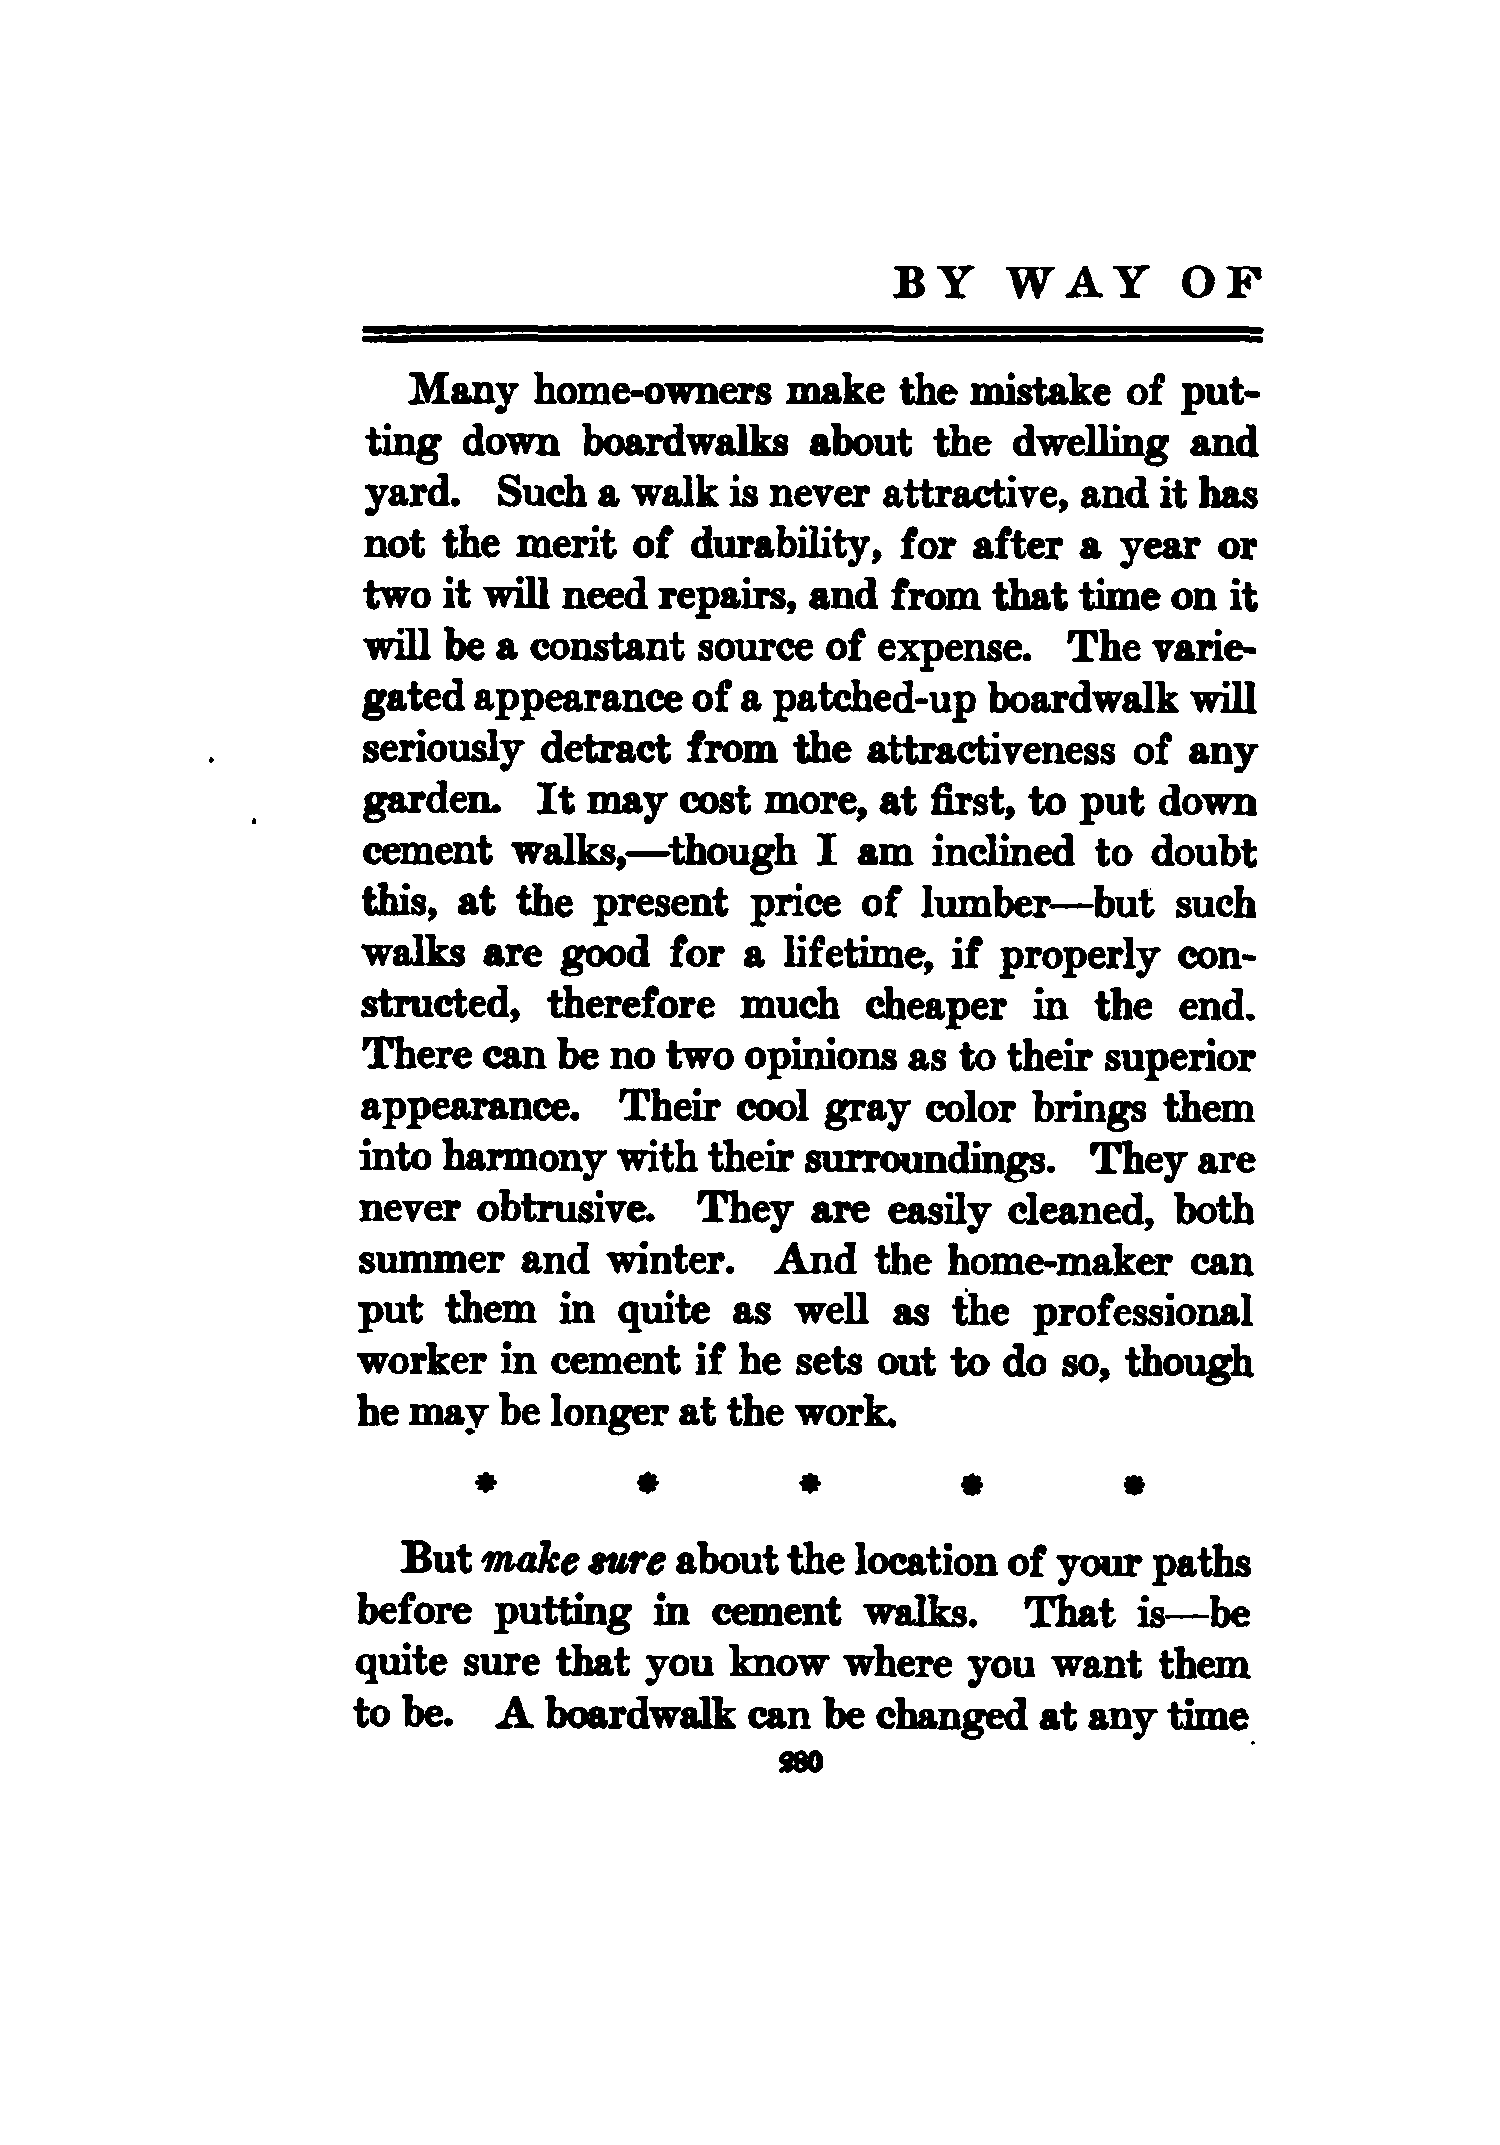 BY WAY OF
Many home-owners make the mistake of put-
ting down boardwalks about the dwelling and
yard. Such a walk is never attractive, and it has
not the merit of durability, for after a year or
two it will need repairs, and from that time on it
will be a constant source of expense. The varie-
gated appearance of a patched-up boardwalk will
seriously detract from the attractiveness of any
garden. It may cost more, at first, to put down
cement walks,—though I am inclined to doubt
this, at the present price of lumber—but such
walks are good for a lifetime, if properly con-
structed, therefore much cheaper in the end.
There can be no two opinions as to their superior
appearance. Their cool gray color brings them
into harmony with their surroundings. They are
never obtrusive. They are easily cleaned, both
summer and winter. And the home-maker can
put them in quite as well as the professional
worker in cement if he sets out to do so, though
he may be longer at the work.
* * * * *
But make sure about the location of your paths
before putting in cement walks. That is—be
quite sure that you know where you want them
to be. A boardwalk can be changed at any time
280